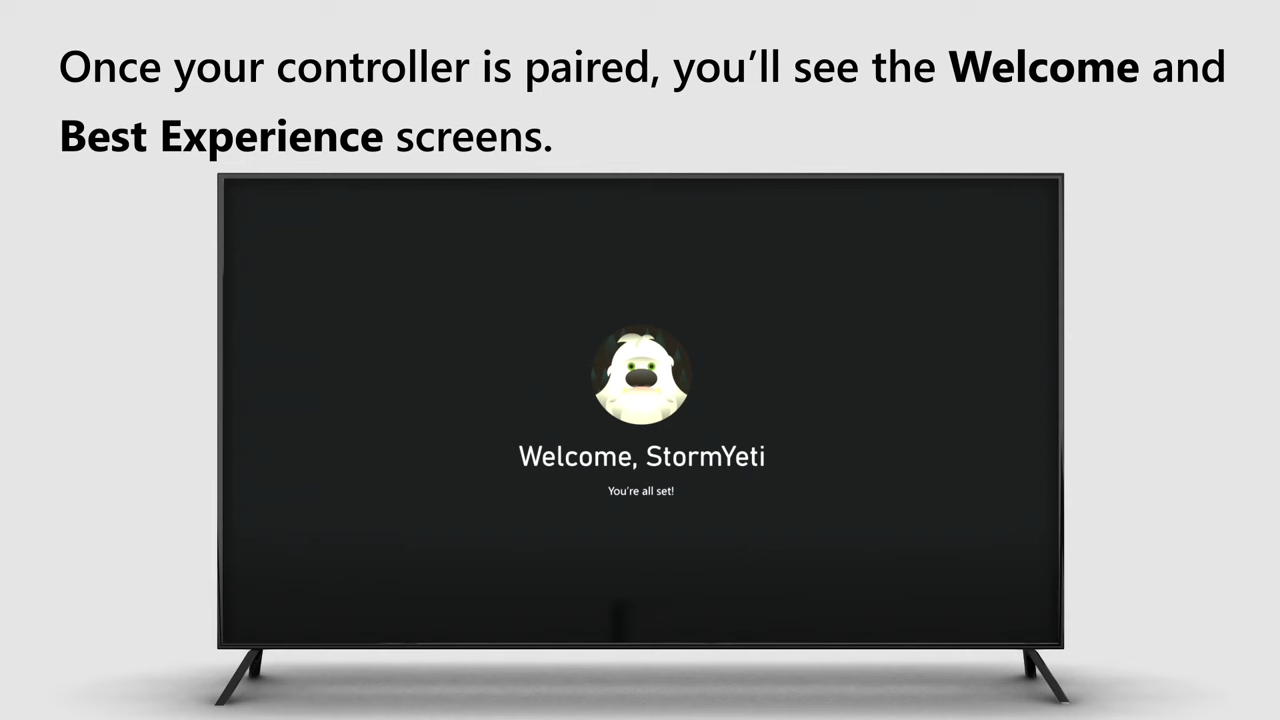 Once your controller is paired, you’ll see the Welcome and
Best Experience screens.
Welcome, StormYeti
You’re all set!